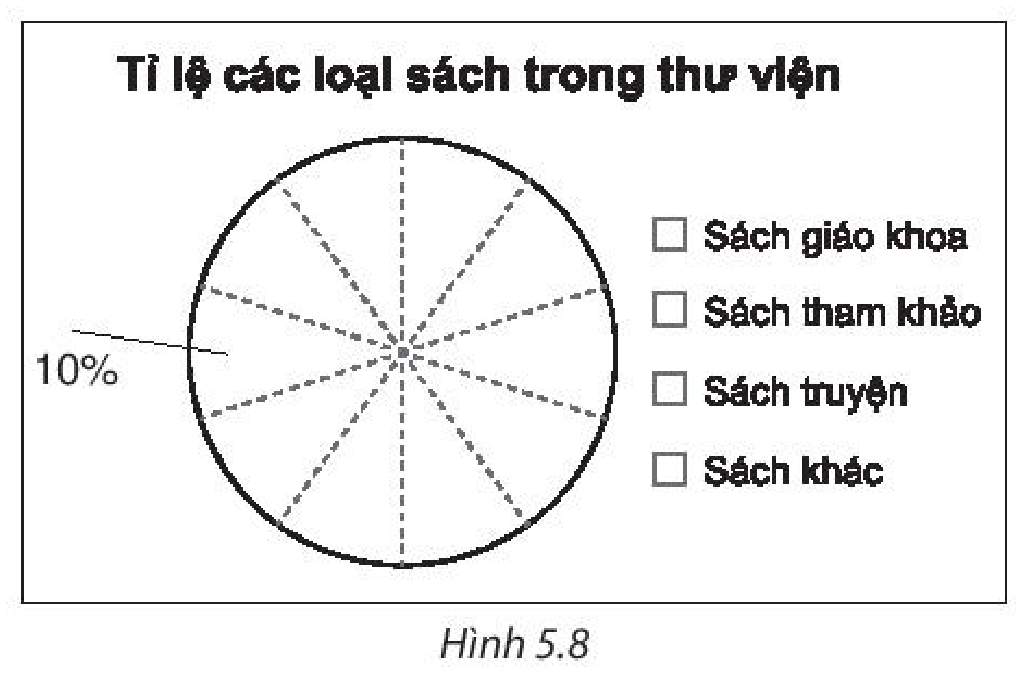 Tỉ lệ các loại sách trong thư viện
Sách giáo khoa
Sách tham khảo
10%
Sách truyện
Sách khác
Hình 5.8